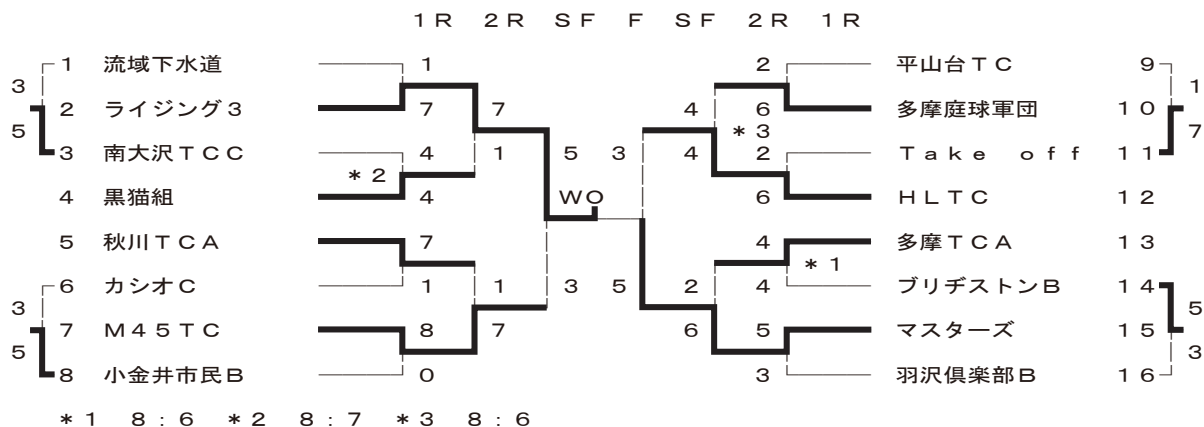 １Ｒ ２Ｒ ＳＦ Ｆ ＳＦ ２Ｒ １Ｒ
１ 流域下水道 １ ２ 平山台ＴＣ ９
３ １
２ ライジング３ ７ ７ ４ ６ 多摩庭球軍団 １０
５ ＊３ ７
３ 南大沢ＴＣＣ ４ １ ５ ３ ４ ２ Ｔａｋｅ ｏｆｆ １１
＊２
４ 黒猫組 ４ ＷＯ ６ ＨＬＴＣ １２
５ 秋川ＴＣＡ ７ ４ 多摩ＴＣＡ １３
＊１
６ カシオＣ １ １ ３ ５ ２ ４ ブリヂストンＢ １４
３ ５
７ Ｍ４５ＴＣ ８ ７ ６ ５ マスターズ １５
５ ３
８ 小金井市民Ｂ ０ ３ 羽沢倶楽部Ｂ １６
＊１ ８：６ ＊２ ８：７ ＊３ ８：６